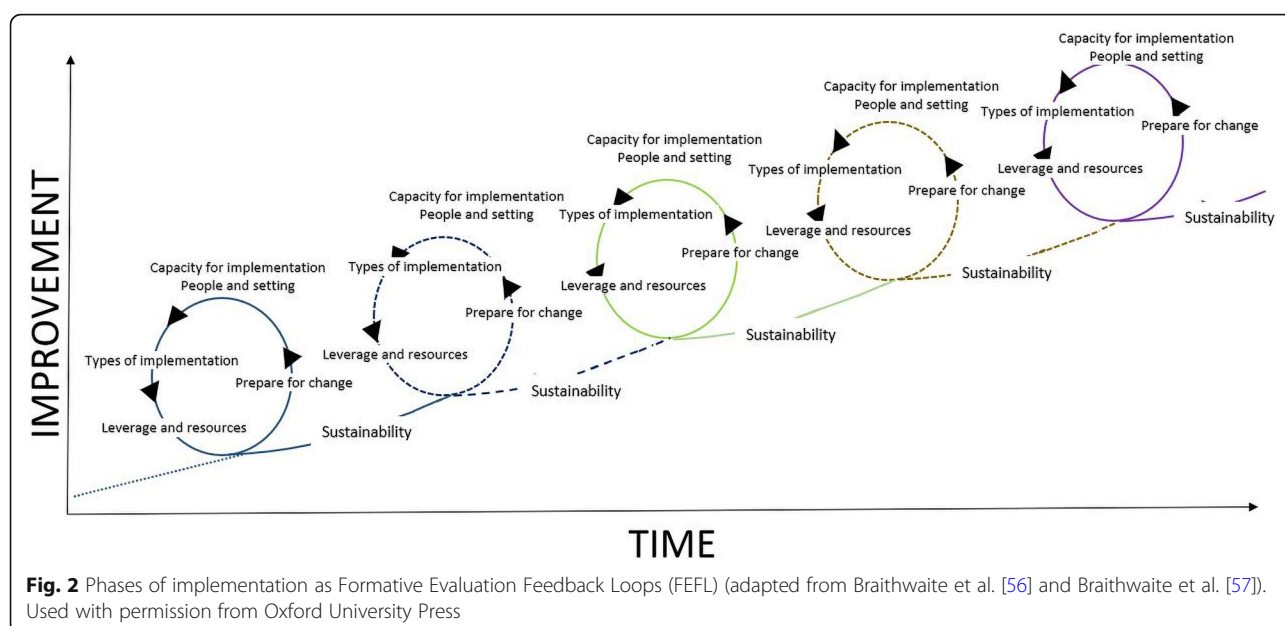 IMPROVEMENT
Capacity for implementation
People and setting
Types of implementation
Prepare for change
Leverage and resources
Sustainability
Capacity for implementation
People and setting
Types of implementation
Prepare for change
Leverage and resources
Sustainability
Capacity for implementation
People and setting
Types of implementation
Prepare for change
Leverage and resources
Sustainability
Capacity for implementation
People and setting
Types of implementation
Prepare for change
Leverage and resources
Sustainability
Capacity for implementation
People and setting
Types of implementation
Prepare for change
Leverage and resources
Sustainability
TIME
Fig. 2 Phases of implementation as Formative Evaluation Feedback Loops (FEFL) (adapted from Braithwaite et al. [56] and Braithwaite et al. [57]).
Used with permission from Oxford University Press